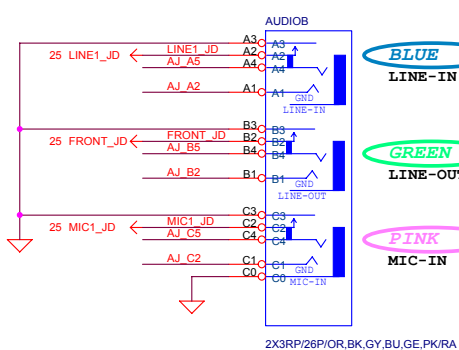 AUDIOB
A3 A3
25 LINE1_JD LINE1_JD A2 A2
AJ_A5 A4 A4
AJ_A2 A1 A1
GND
LINE-IN
BLUE
LINE-IN
B3 B3
25 FRONT_JD FRONT_JD B2 B2
AJ_B5 B4 B4
AJ_B2 B1 B1
GND
LINE-OUT
GREEN
LINE-OUT
C3 C3
25 MIC1_JD MIC1_JD C2 C2
AJ_C5 C4 C4
AJ_C2 C1 C1
GND
C0 C0
MIC-IN
PINK
MIC-IN
2X3RP/26P/OR,BK,GY,BU,GE,PK/RA